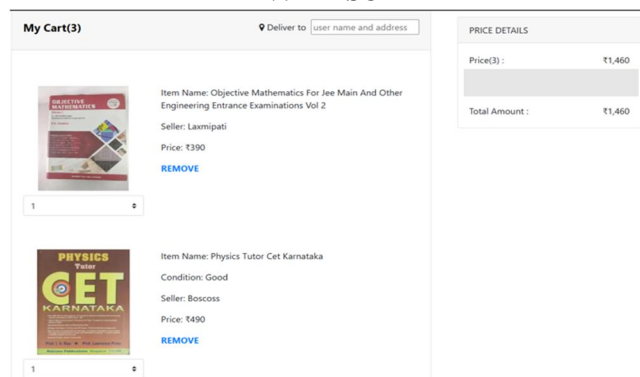 My Cart(3)
Deliver to user name and address
PRICE DETAILS
Price(3) : ₹1,460
Total Amount : ₹1,460
Item Name: Objective Mathematics For Jee Main And Other
Engineering Entrance Examinations Vol 2
Seller: Laxmipati
Price: ₹390
REMOVE
OBJECTIVE
MATHEMATICS
1
Item Name: Physics Tutor Cet Karnataka
Condition: Good
Seller: Boscoss
Price: ₹490
REMOVE
PHYSICS
Tutor
CET
KARNATAKA
1